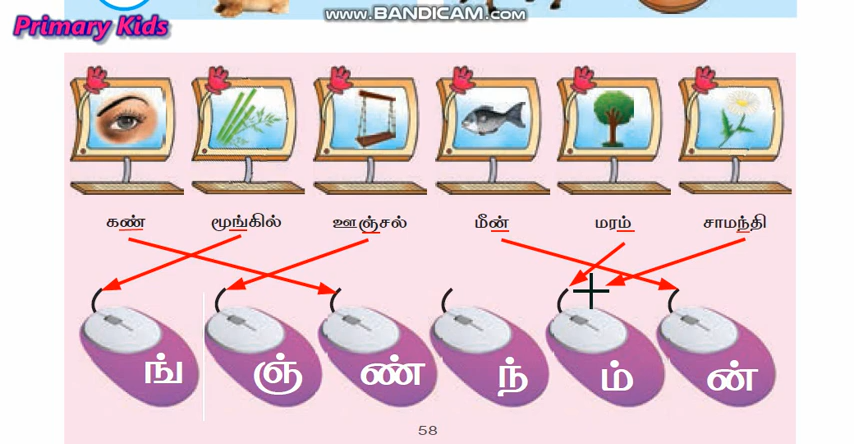 www.BANDICAM.com
Primary Kids
கண் மூங்கில் ஊஞ்சல் மீன் மரம் சாமந்தி
ங் ஞ் ண் ந் ம் ன்
58